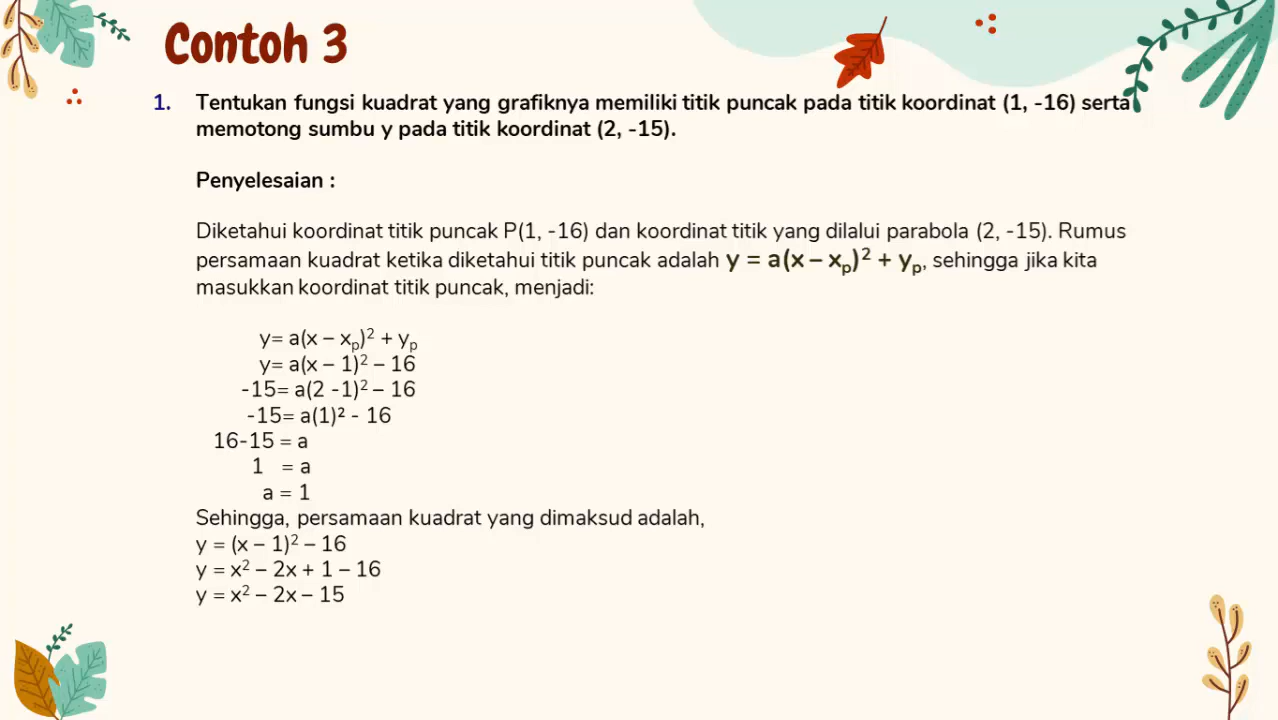 Contoh 3
1. Tentukan fungsi kuadrat yang grafiknya memiliki titik puncak pada titik koordinat (1, -16) serta
memotong sumbu y pada titik koordinat (2, -15).
Penyelesaian :
Diketahui koordinat titik puncak P(1, -16) dan koordinat titik yang dilalui parabola (2, -15). Rumus
persamaan kuadrat ketika diketahui titik puncak adalah y = a(x – xₚ)² + yₚ, sehingga jika kita
masukkan koordinat titik puncak, menjadi:
y= a(x – xₚ)² + yₚ
y= a(x – 1)² – 16
-15= a(2 -1)² – 16
-15= a(1)² - 16
16-15 = a
1 = a
a = 1
Sehingga, persamaan kuadrat yang dimaksud adalah,
y = (x – 1)² – 16
y = x² – 2x + 1 – 16
y = x² – 2x – 15